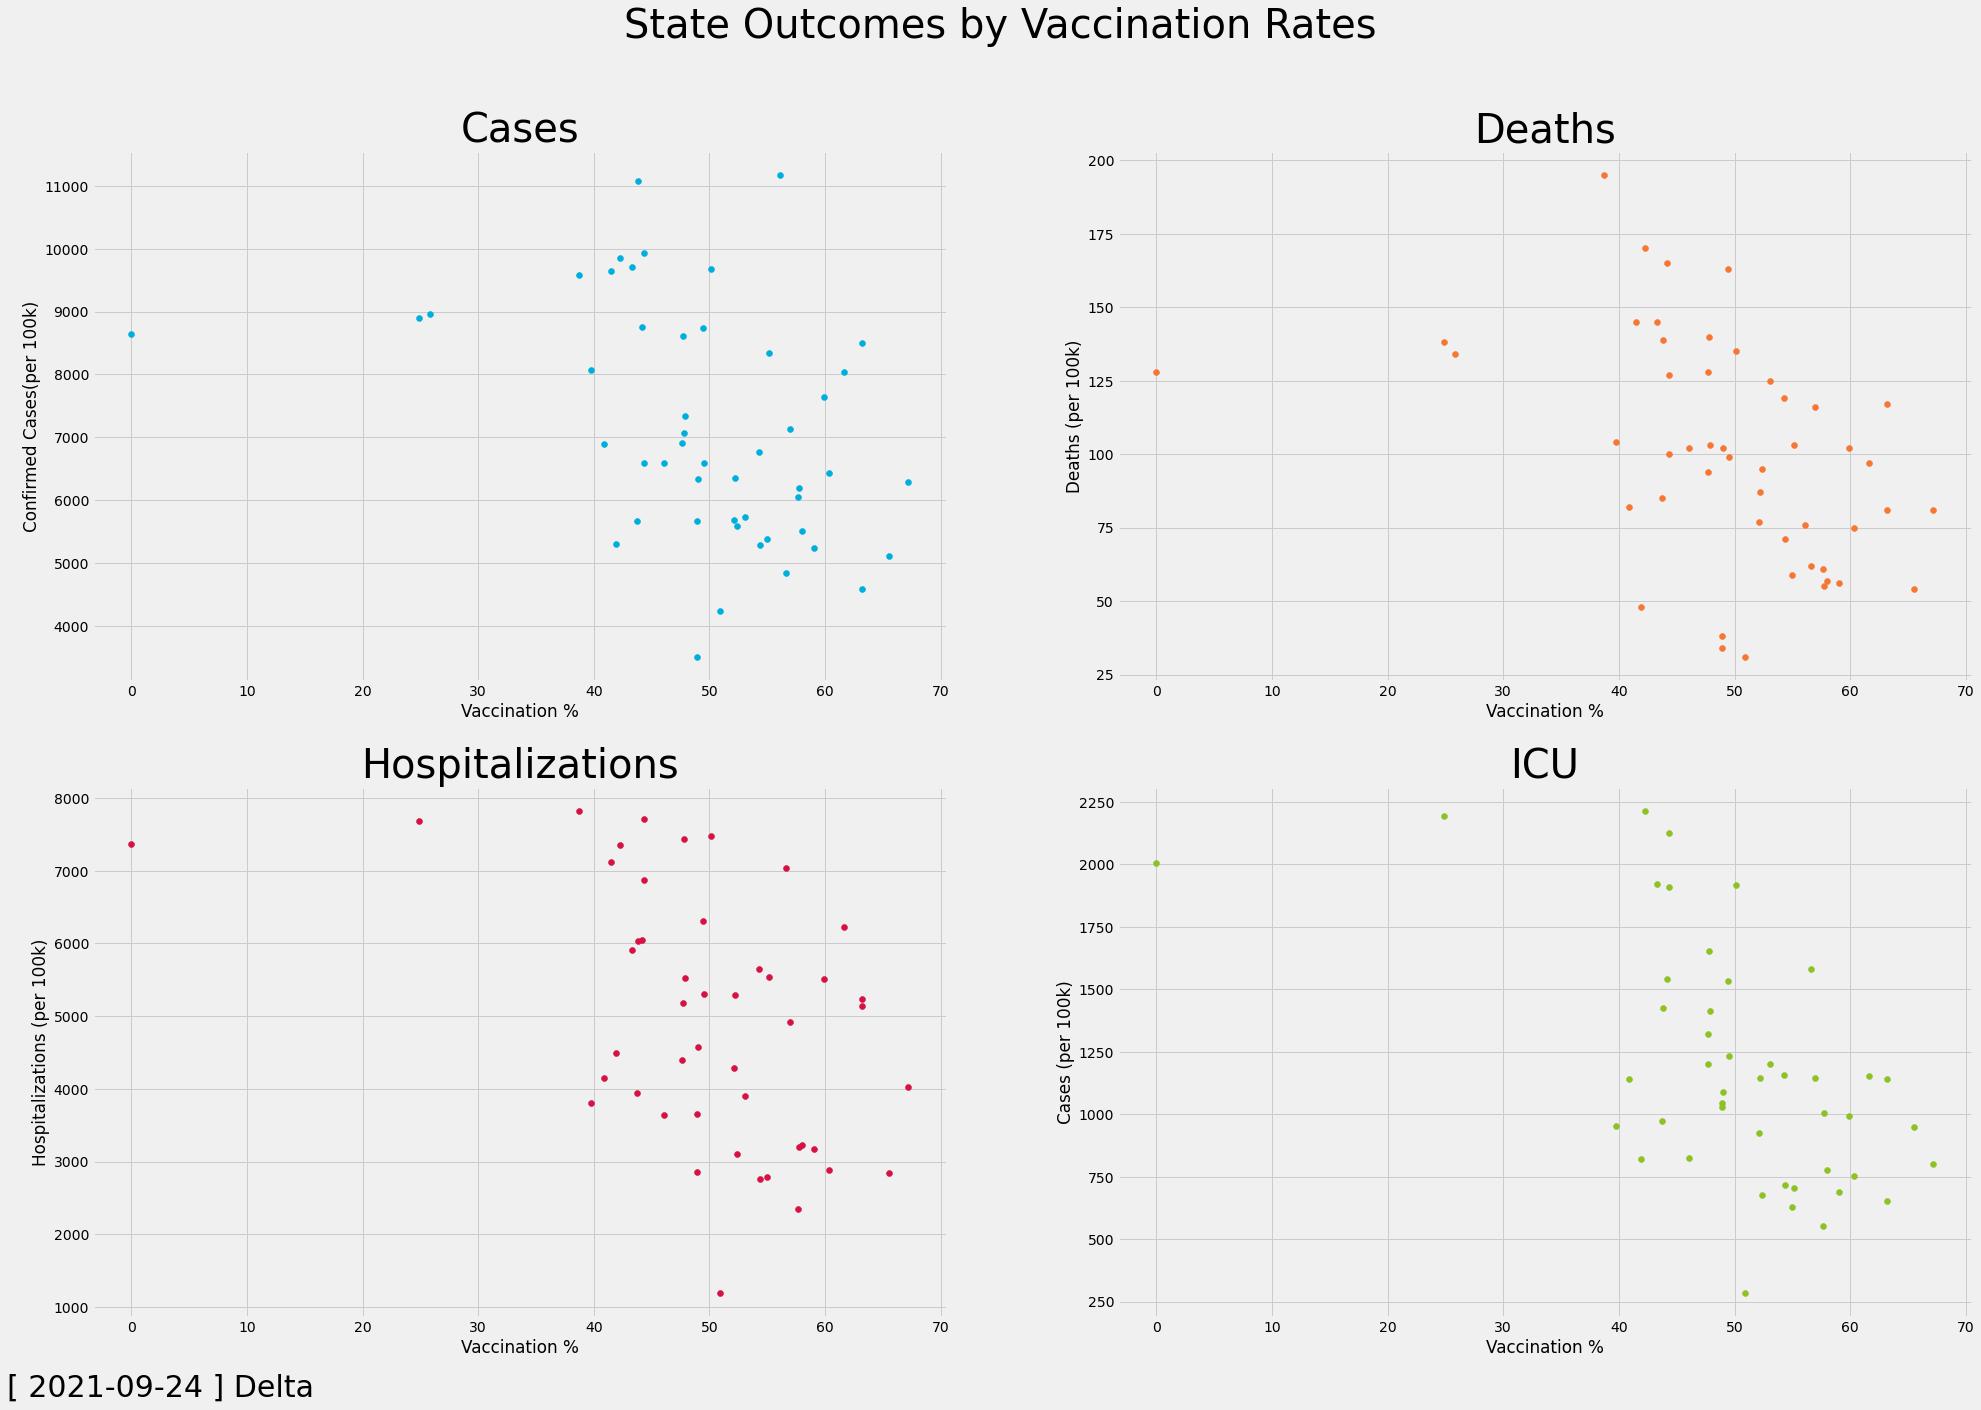 State Outcomes by Vaccination Rates
Cases
Confirmed Cases(per 100k)
11000
10000
9000
8000
7000
6000
5000
4000
0 10 20 30 40 50 60 70
Vaccination %
Deaths
Deaths (per 100k)
200
175
150
125
100
75
50
25
0 10 20 30 40 50 60 70
Vaccination %
Hospitalizations
Hospitalizations (per 100k)
8000
7000
6000
5000
4000
3000
2000
1000
0 10 20 30 40 50 60 70
Vaccination %
ICU
Cases (per 100k)
2250
2000
1750
1500
1250
1000
750
500
250
0 10 20 30 40 50 60 70
Vaccination %
[ 2021-09-24 ] Delta